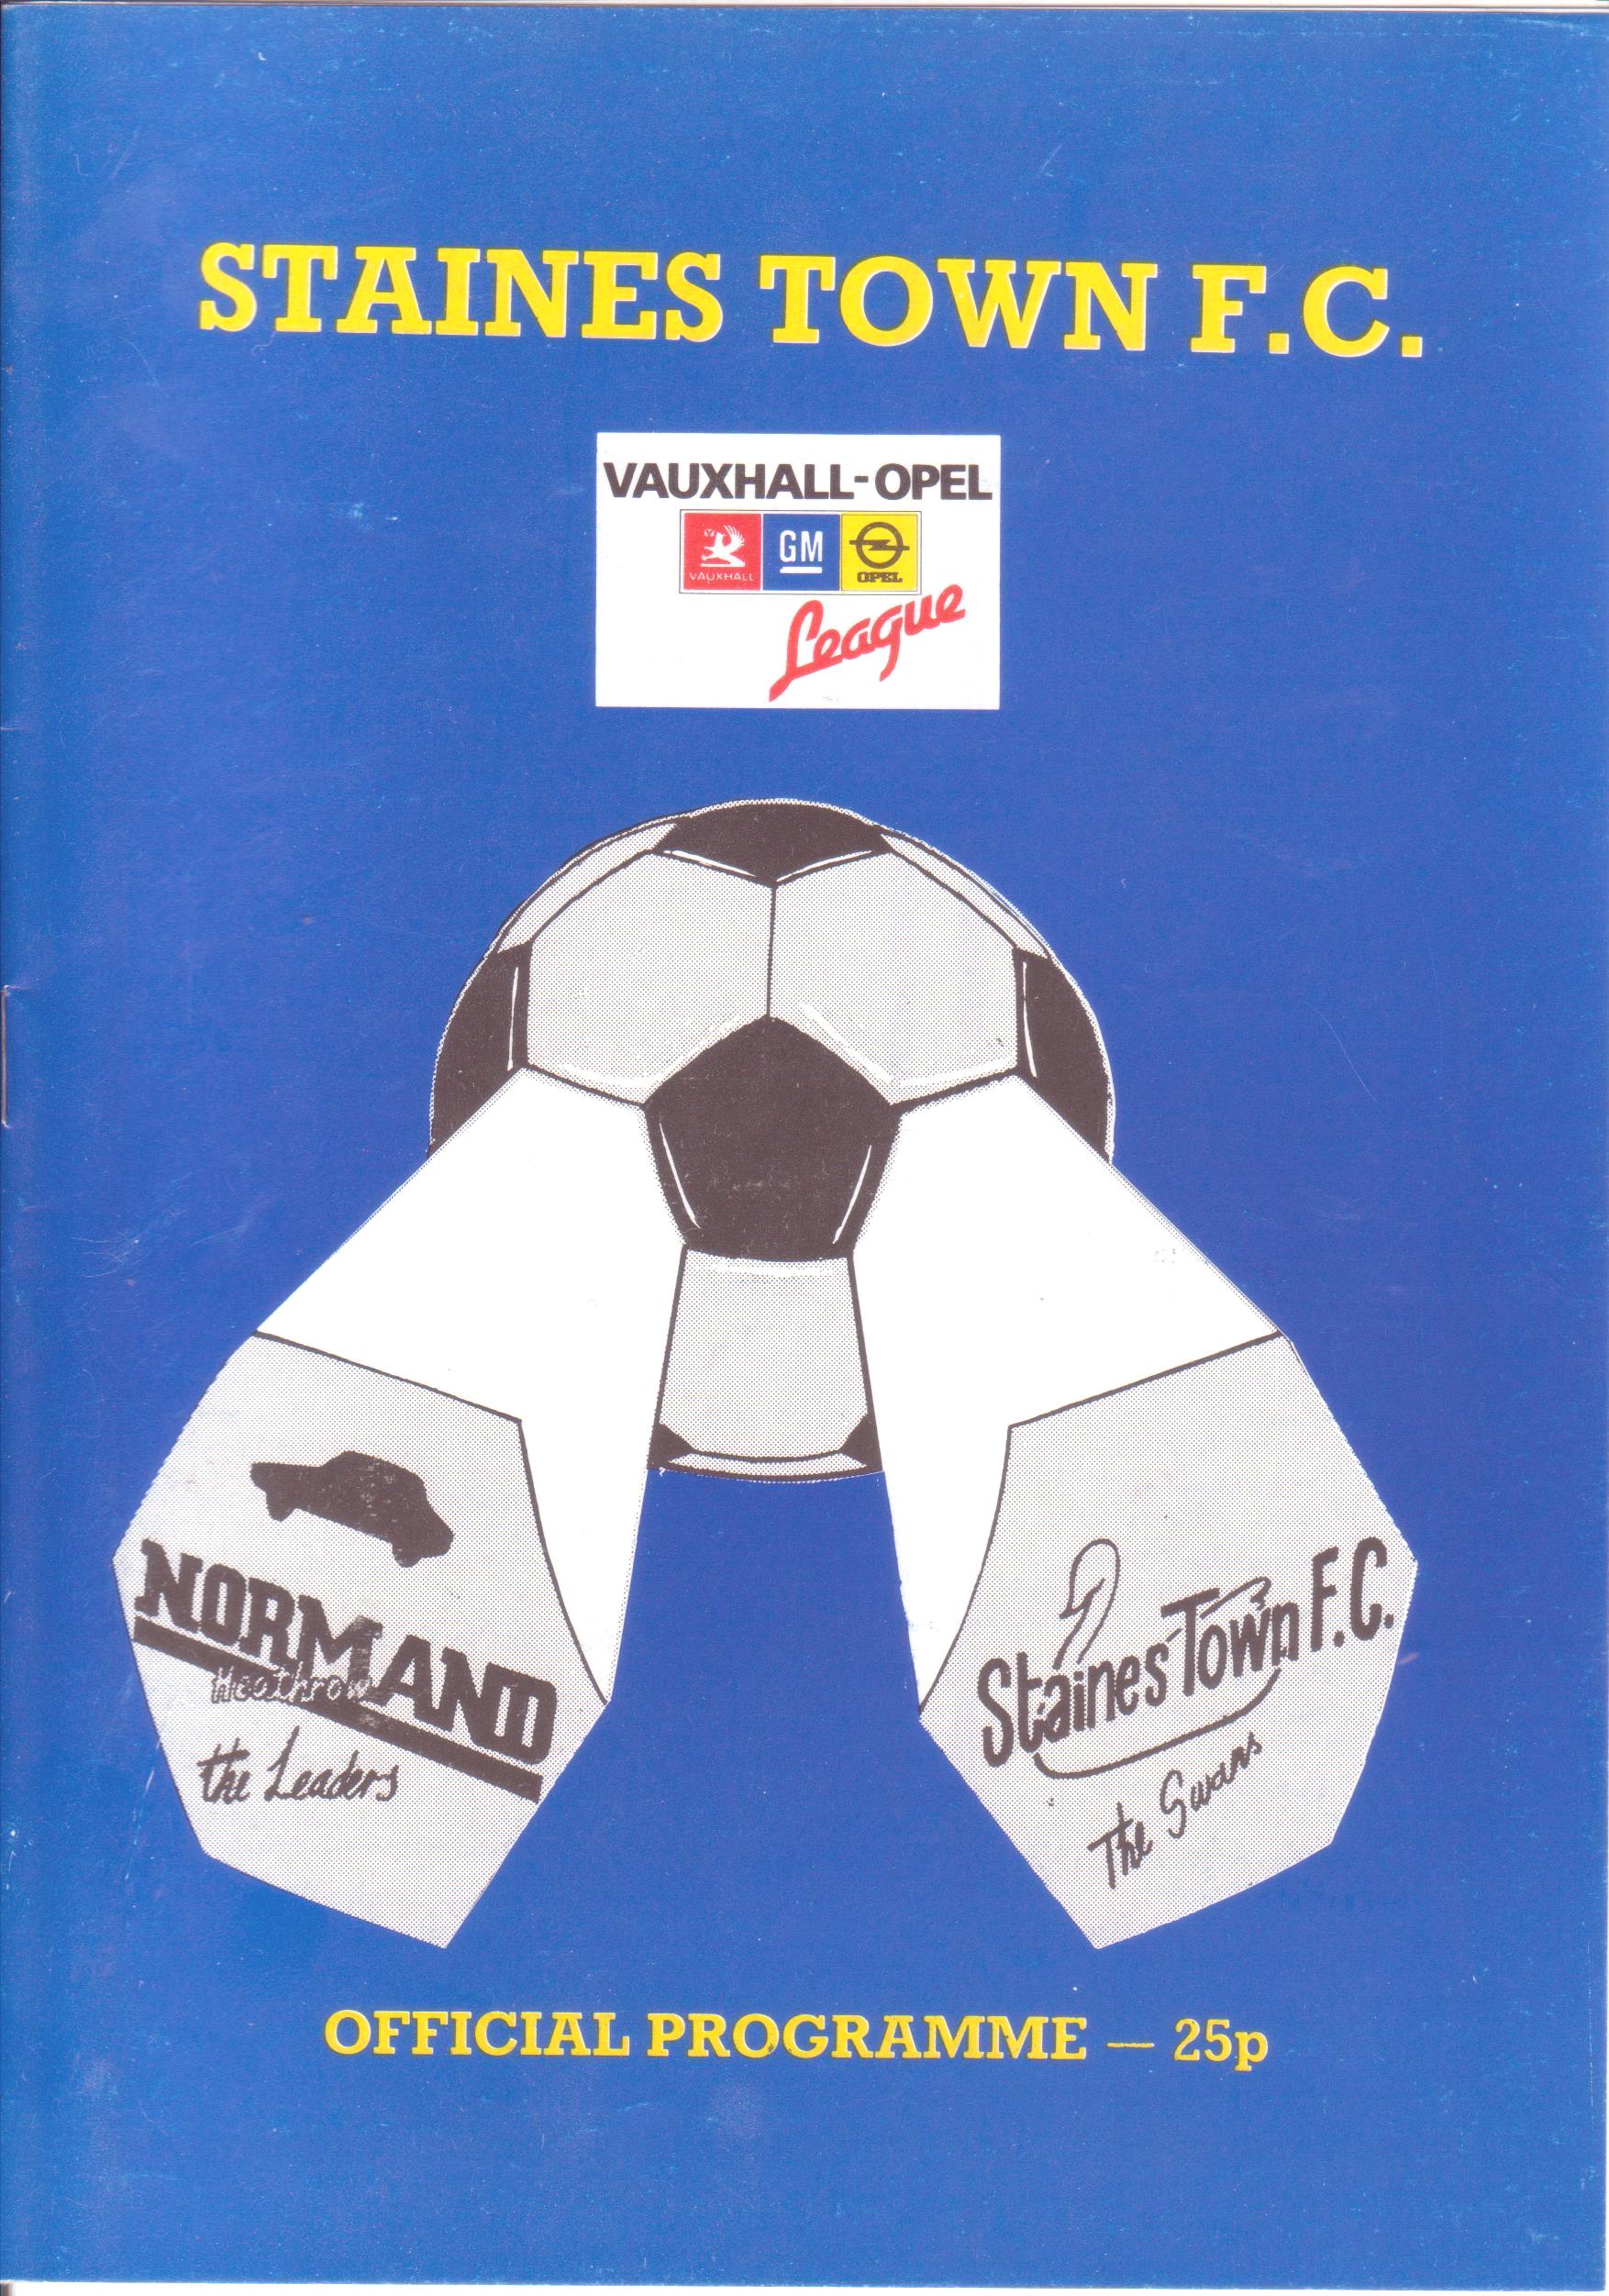 STAINES TOWN F.C.
VAUXHALL-OPEL
VAUXHALL
GM
OPEL
League
NORMAND
Heathrow
the Leaders
Staines Town F.C.
The Swans
OFFICIAL PROGRAMME — 25p